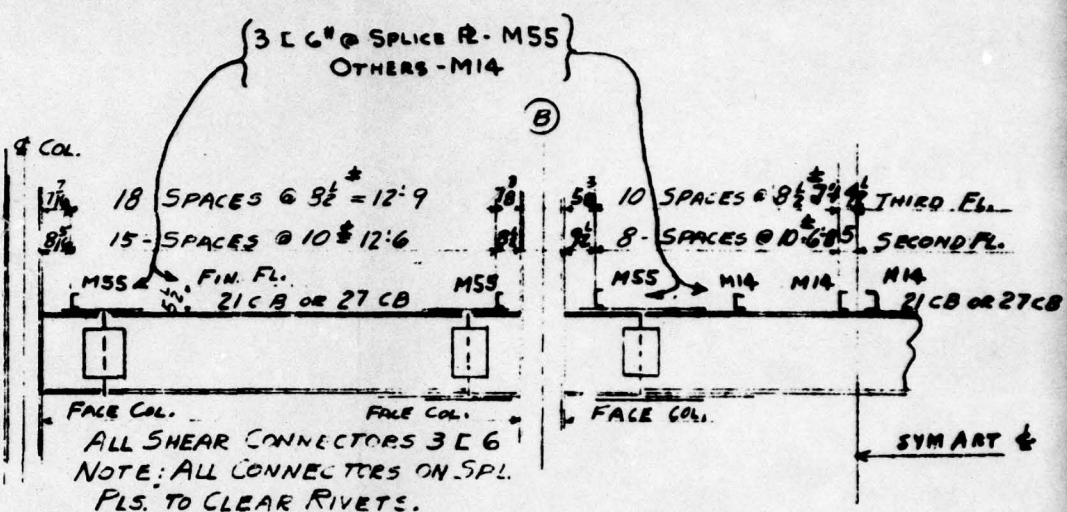 3 [ 6# @ SPLICE PL - M55
OTHERS - M14
B
℄ COL.
18 SPACES @ 8½ ± = 12'-9
10 SPACES @ 8½ ±
THIRD FL.
15 - SPACES @ 10 ± 12'-6
8 - SPACES @ 10
SECOND FL.
M55
FIN. FL.
M55
M55
M14
M14
M14
21 CB OR 27 CB
21 CB OR 27 CB
FACE COL.
FACE COL.
FACE COL.
ALL SHEAR CONNECTORS 3 [ 6
NOTE: ALL CONNECTORS ON SPL.
PLS. TO CLEAR RIVETS.
SYM ABT ℄